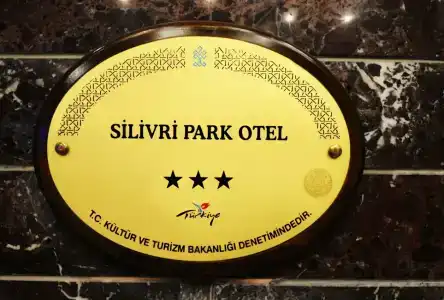 SİLİVRİ PARK OTEL
★★★
Türkiye
T.C. KÜLTÜR VE TURİZM BAKANLIĞI DENETİMİNDEDİR.